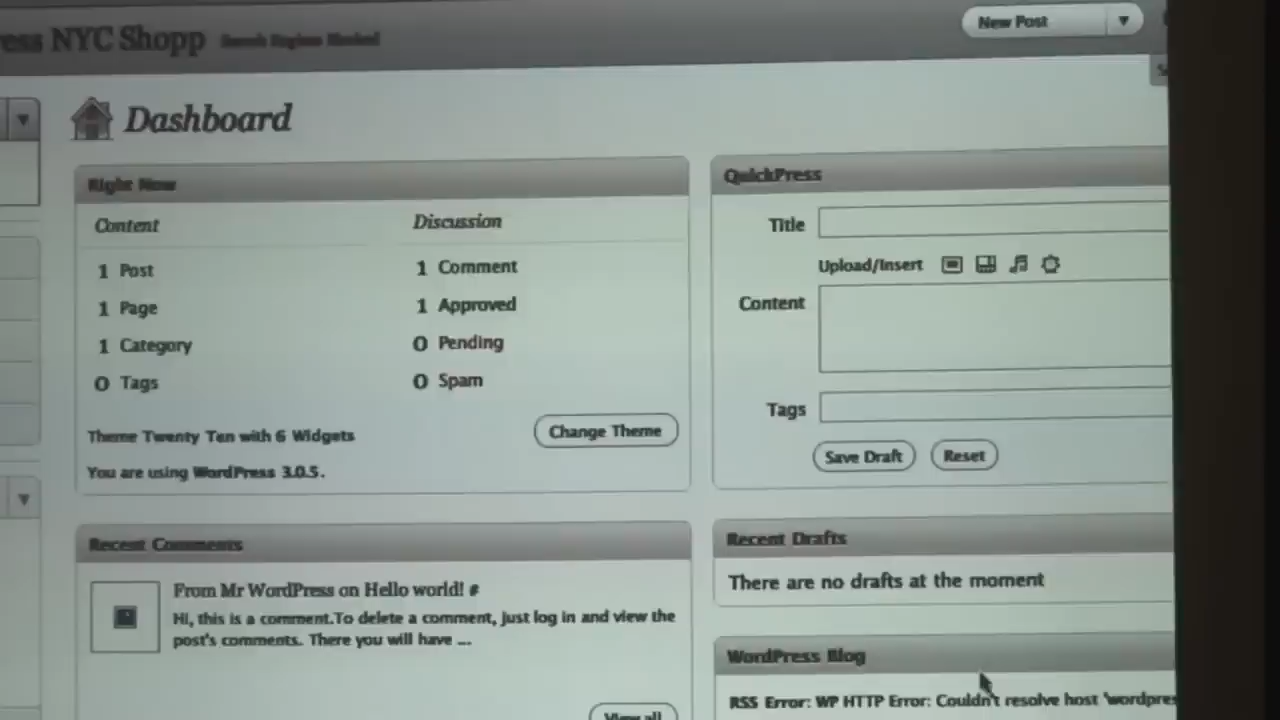 ess NYC Shopp Search Engines Blocked
New Post
Dashboard
Right Now
Content
Discussion
1 Post
1 Comment
1 Page
1 Approved
1 Category
0 Pending
0 Tags
0 Spam
Theme Twenty Ten with 6 Widgets
Change Theme
You are using WordPress 3.0.5.
QuickPress
Title
Upload/Insert
Content
Tags
Save Draft
Reset
Recent Comments
From Mr WordPress on Hello world! #
Hi, this is a comment.To delete a comment, just log in and view the
post's comments. There you will have ...
View all
Recent Drafts
There are no drafts at the moment
WordPress Blog
RSS Error: WP HTTP Error: Couldn't resolve host 'wordpres